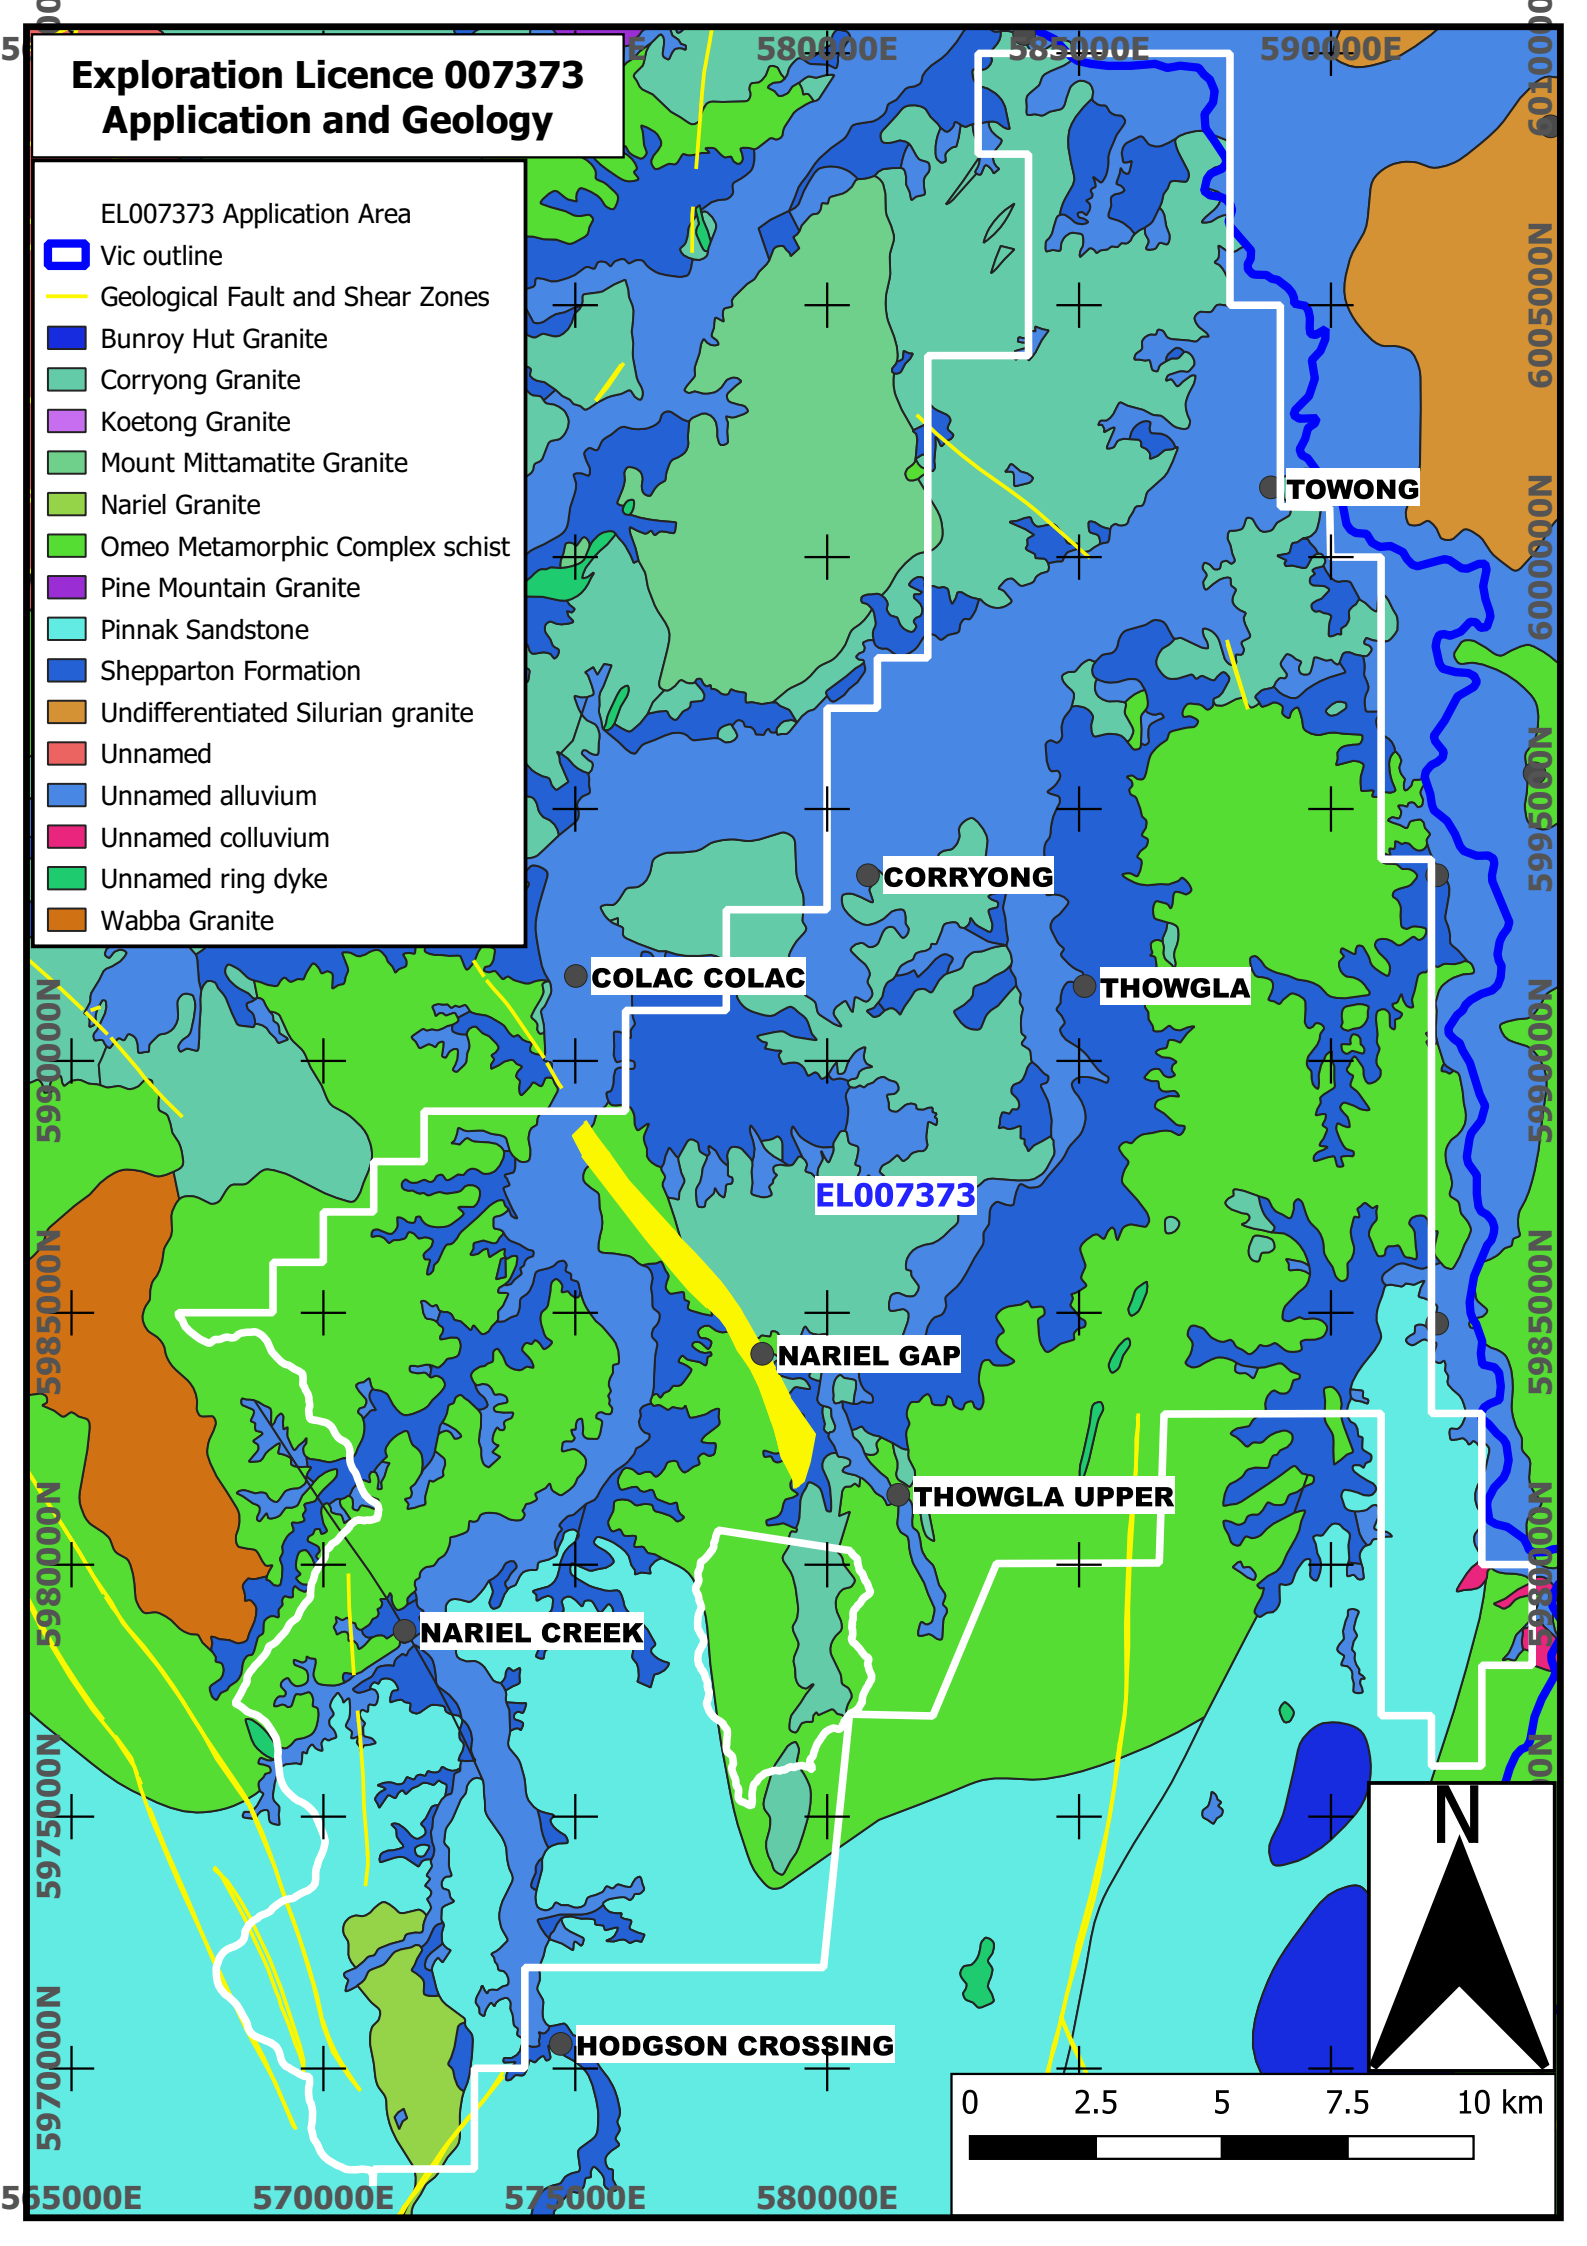 580000E
585000E
590000E
Exploration Licence 007373
Application and Geology
EL007373 Application Area
Vic outline
Geological Fault and Shear Zones
Bunroy Hut Granite
Corryong Granite
Koetong Granite
Mount Mittamatite Granite
Nariel Granite
Omeo Metamorphic Complex schist
Pine Mountain Granite
Pinnak Sandstone
Shepparton Formation
Undifferentiated Silurian granite
Unnamed
Unnamed alluvium
Unnamed colluvium
Unnamed ring dyke
Wabba Granite
6005000N
6000000N
5995000N
5990000N
5985000N
5980000N
TOWONG
CORRYONG
COLAC COLAC
THOWGLA
EL007373
NARIEL GAP
THOWGLA UPPER
NARIEL CREEK
HODGSON CROSSING
5990000N
5985000N
5980000N
5975000N
5970000N
N
0 2.5 5 7.5 10 km
565000E
570000E
575000E
580000E